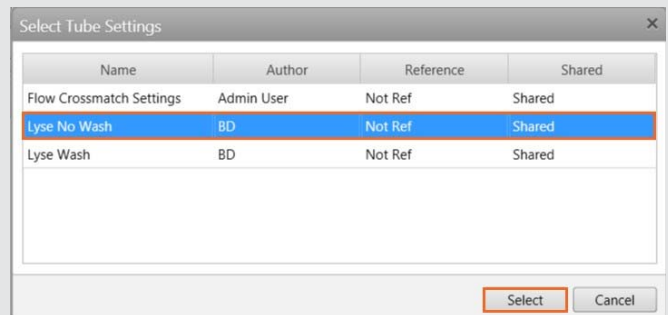 Select Tube Settings
Name Author Reference Shared
Flow Crossmatch Settings Admin User Not Ref Shared
Lyse No Wash BD Not Ref Shared
Lyse Wash BD Not Ref Shared
Select Cancel